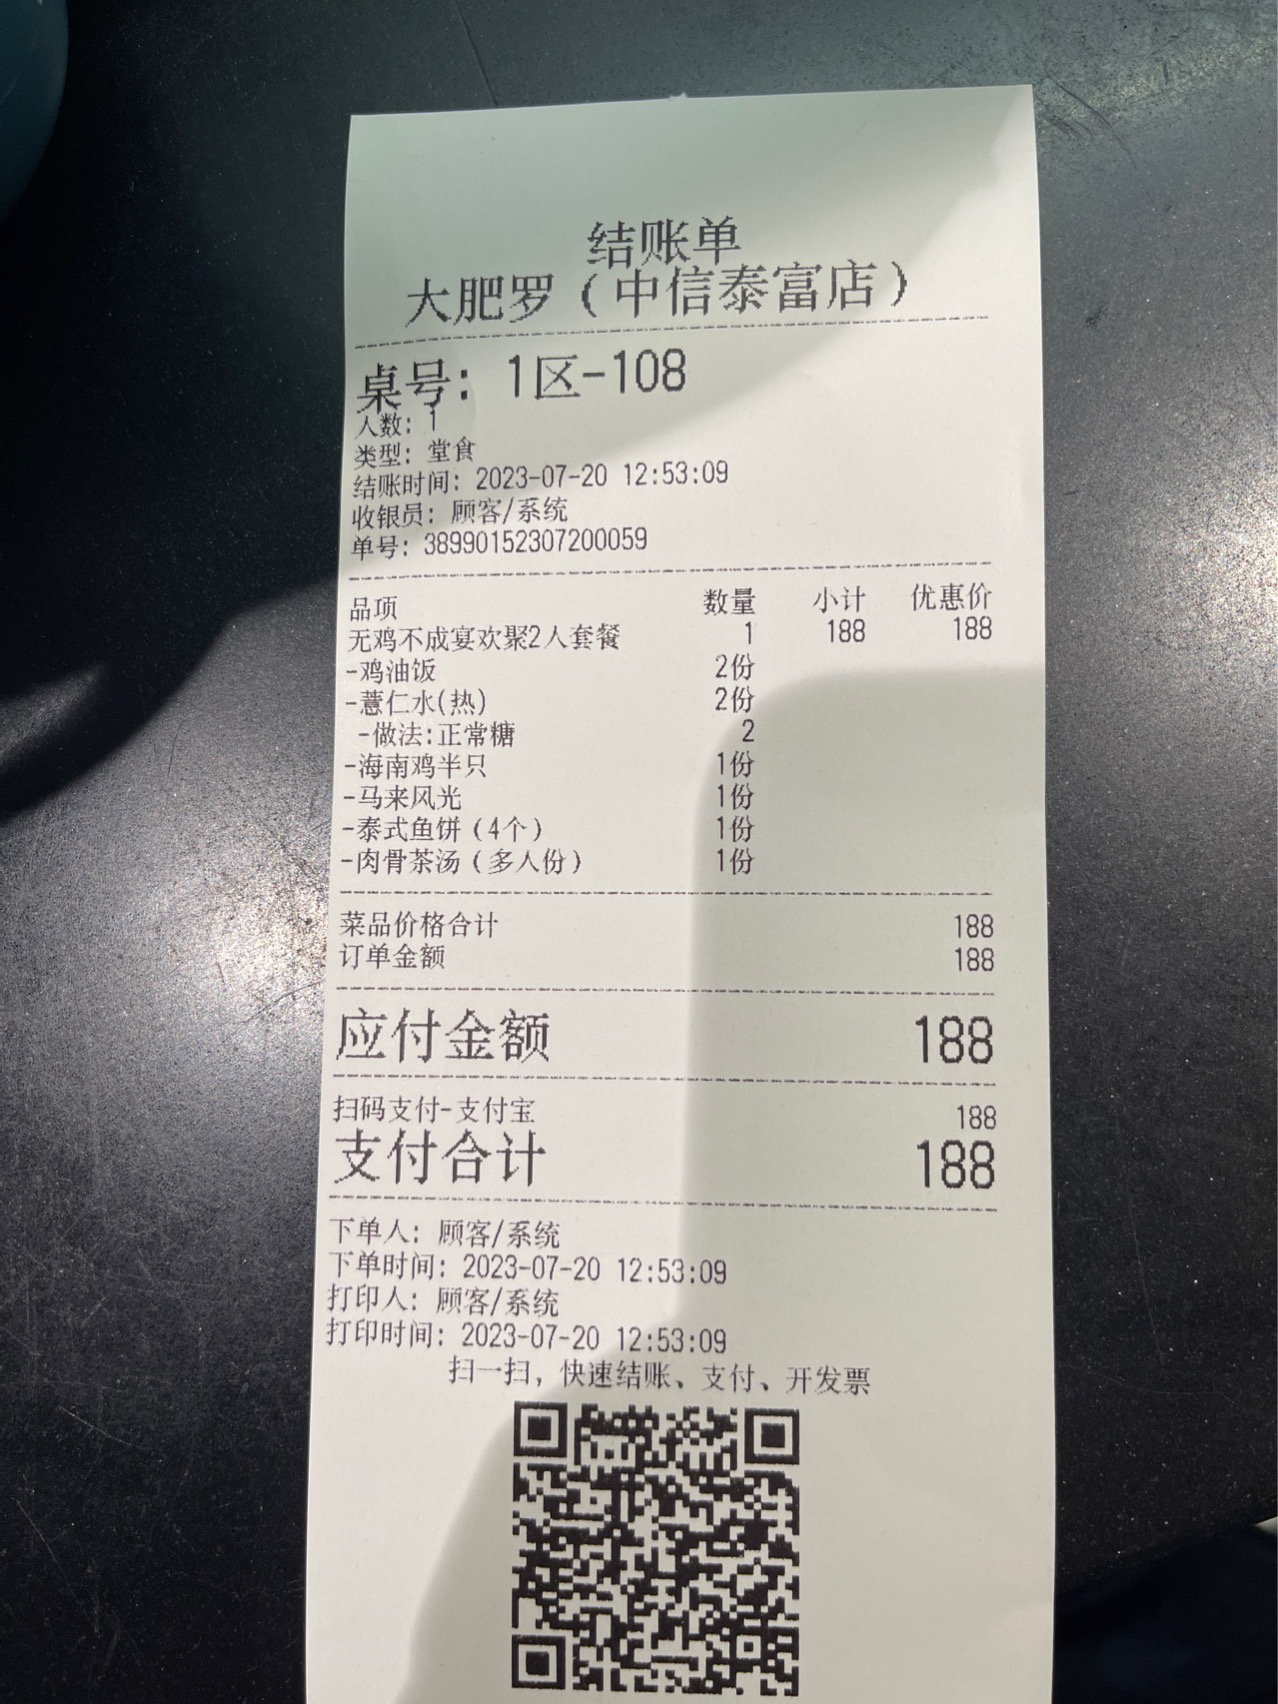 结账单
大肥罗（中信泰富店）
桌号：1区-108
人数：1
类型：堂食
结账时间：2023-07-20 12:53:09
收银员：顾客/系统
单号：38990152307200059
品项 数量 小计 优惠价
无鸡不成宴欢聚2人套餐 1 188 188
-鸡油饭 2份
-薏仁水(热) 2份
-做法:正常糖 2
-海南鸡半只 1份
-马来风光 1份
-泰式鱼饼（4个） 1份
-肉骨茶汤（多人份） 1份
菜品价格合计 188
订单金额 188
应付金额 188
扫码支付-支付宝 188
支付合计 188
下单人：顾客/系统
下单时间：2023-07-20 12:53:09
打印人：顾客/系统
打印时间：2023-07-20 12:53:09
扫一扫，快速结账、支付、开发票